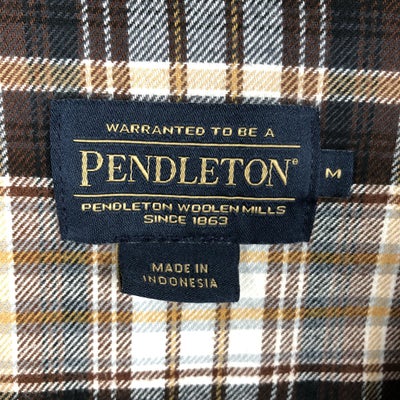 WARRANTED TO BE A
PENDLETON®
M
PENDLETON WOOLEN MILLS
SINCE 1863
MADE IN
INDONESIA